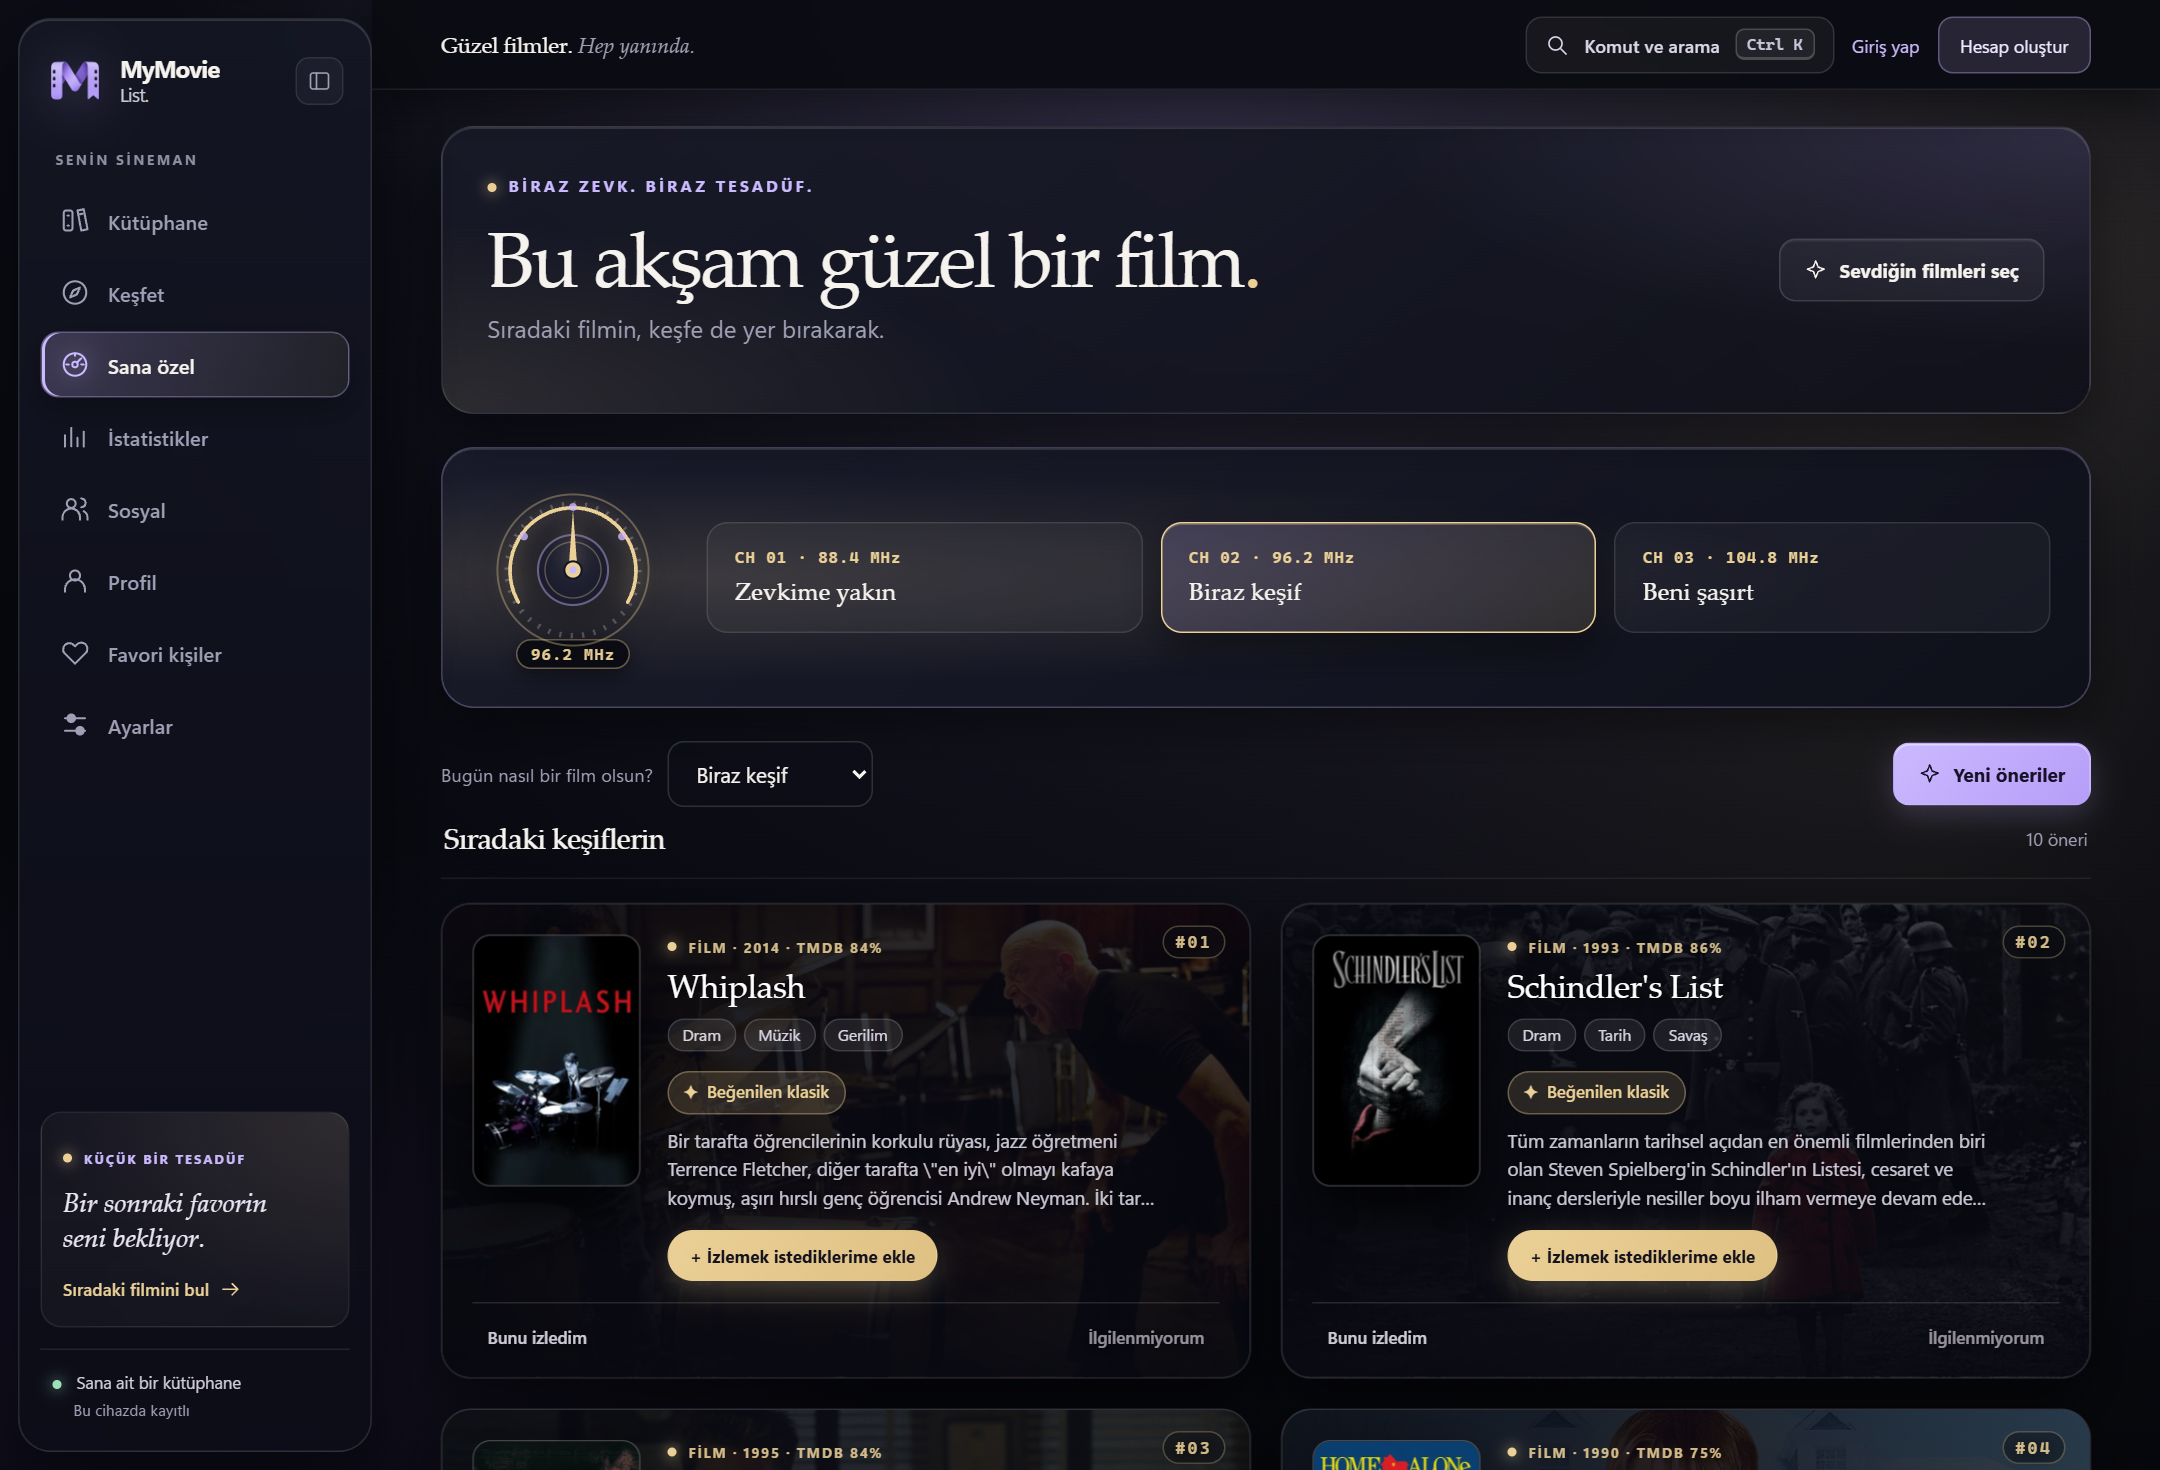 MyMovie
List.
SENİN SİNEMAN
Kütüphane
Keşfet
Sana özel
İstatistikler
Sosyal
Profil
Favori kişiler
Ayarlar
KÜÇÜK BİR TESADÜF
Bir sonraki favorin
seni bekliyor.
Sıradaki filmini bul →
Sana ait bir kütüphane
Bu cihazda kayıtlı
Güzel filmler. Hep yanında.
Komut ve arama Ctrl K
Giriş yap
Hesap oluştur
BİRAZ ZEVK. BİRAZ TESADÜF.
Bu akşam güzel bir film.
Sıradaki filmin, keşfe de yer bırakarak.
Sevdiğin filmleri seç
96.2 MHz
CH 01 · 88.4 MHz
Zevkime yakın
CH 02 · 96.2 MHz
Biraz keşif
CH 03 · 104.8 MHz
Beni şaşırt
Bugün nasıl bir film olsun?
Biraz keşif
Yeni öneriler
Sıradaki keşiflerin
10 öneri
WHIPLASH
FİLM · 2014 · TMDB 84%
#01
Whiplash
Dram Müzik Gerilim
✦ Beğenilen klasik
Bir tarafta öğrencilerinin korkulu rüyası, jazz öğretmeni
Terrence Fletcher, diğer tarafta \"en iyi\" olmayı kafaya
koymuş, aşırı hırslı genç öğrencisi Andrew Neyman. İki tar...
+ İzlemek istediklerime ekle
Bunu izledim
İlgilenmiyorum
SCHINDLER'S LIST
FİLM · 1993 · TMDB 86%
#02
Schindler's List
Dram Tarih Savaş
✦ Beğenilen klasik
Tüm zamanların tarihsel açıdan en önemli filmlerinden biri
olan Steven Spielberg'in Schindler'ın Listesi, cesaret ve
inanç dersleriyle nesiller boyu ilham vermeye devam ede...
+ İzlemek istediklerime ekle
Bunu izledim
İlgilenmiyorum
FİLM · 1995 · TMDB 84%
#03
HOME ALONe
FİLM · 1990 · TMDB 75%
#04